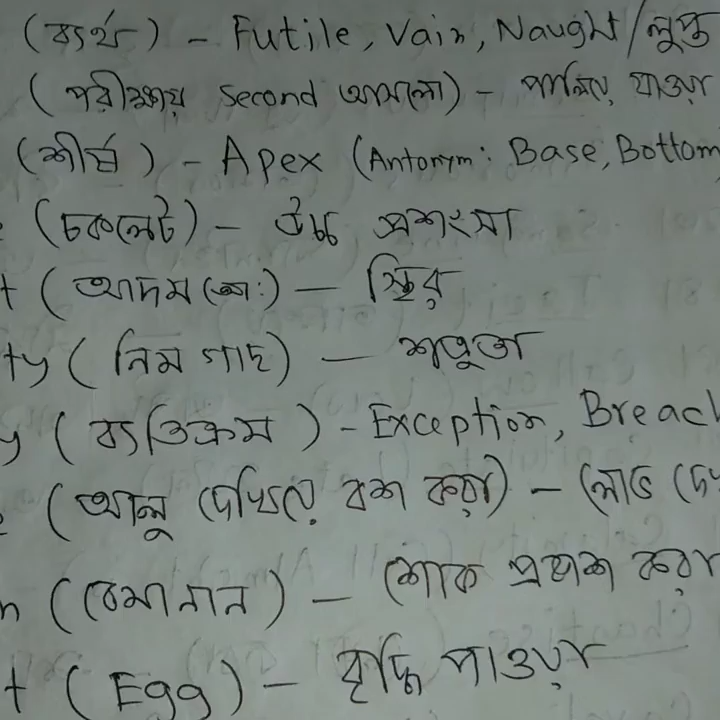 (ব্যর্থ) - Futile, Vain, Naught/লুপ্ত
(পরীক্ষায় second আসলো) - পালিয়ে যাওয়া
(শীর্ষ) - Apex (Antonym: Base, Bottom
: (চকলেট) - উচ্চ প্রশংসা
t (আদম (আ:) - স্থির
ty (নিম গাছ) - শত্রুতা
y (ব্যতিক্রম) - Exception, Breach
(আলু দেখিয়ে বশ করা) - লোভ দে
n (বেমানান) - শোক প্রকাশ করা
t (Egg) - বৃদ্ধি পাওয়া